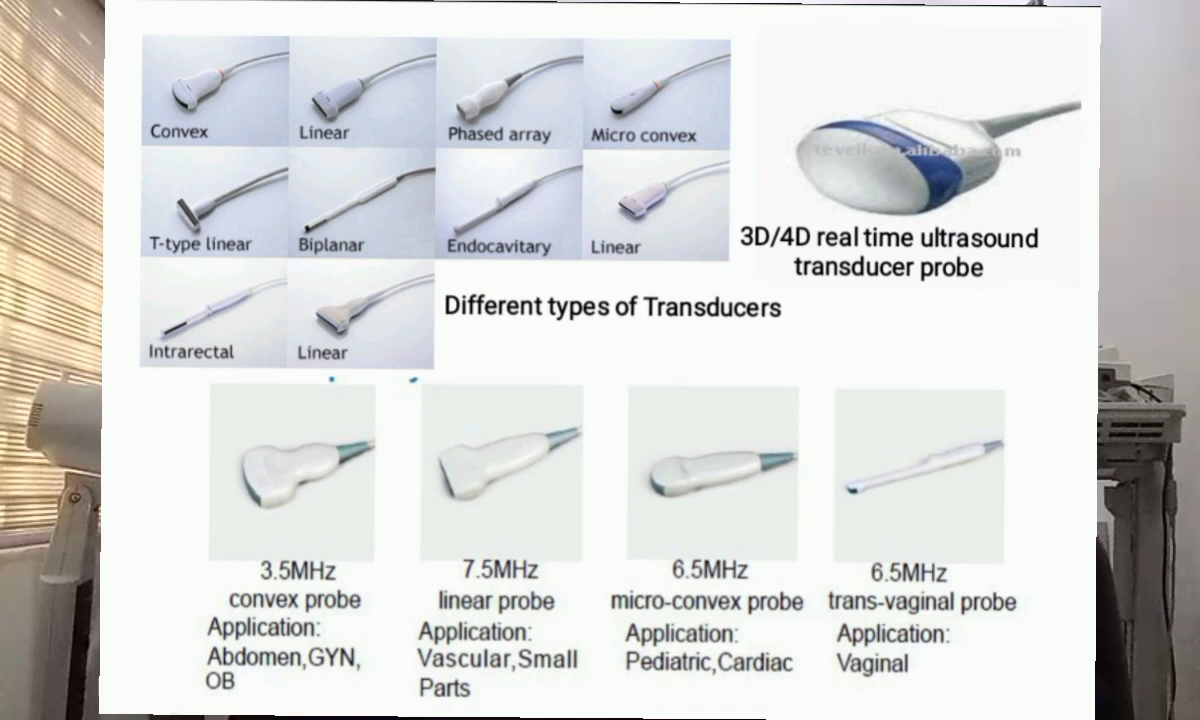 Convex
Linear
Phased array
Micro convex
T-type linear
Biplanar
Endocavitary
Linear
Intrarectal
Linear
3D/4D real time ultrasound
transducer probe
Different types of Transducers
3.5MHz
convex probe
Application:
Abdomen,GYN,
OB
7.5MHz
linear probe
Application:
Vascular,Small
Parts
6.5MHz
micro-convex probe
Application:
Pediatric,Cardiac
6.5MHz
trans-vaginal probe
Application:
Vaginal